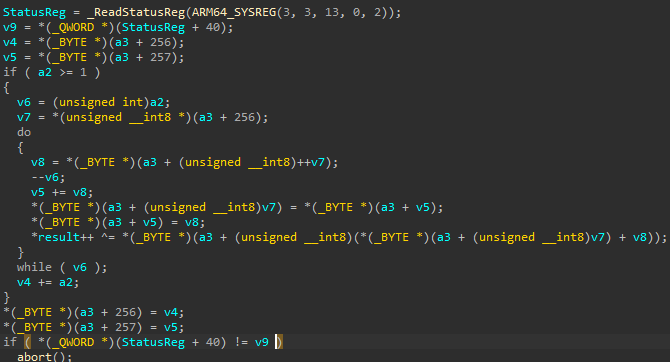 StatusReg = _ReadStatusReg(ARM64_SYSREG(3, 3, 13, 0, 2));
v9 = *(_QWORD *)(StatusReg + 40);
v4 = *(_BYTE *)(a3 + 256);
v5 = *(_BYTE *)(a3 + 257);
if ( a2 >= 1 )
{
  v6 = (unsigned int)a2;
  v7 = *(unsigned __int8 *)(a3 + 256);
  do
  {
    v8 = *(_BYTE *)(a3 + (unsigned __int8)++v7);
    --v6;
    v5 += v8;
    *(_BYTE *)(a3 + (unsigned __int8)v7) = *(_BYTE *)(a3 + v5);
    *(_BYTE *)(a3 + v5) = v8;
    *result++ ^= *(_BYTE *)(a3 + (unsigned __int8)(*(_BYTE *)(a3 + (unsigned __int8)v7) + v8));
  }
  while ( v6 );
  v4 += a2;
}
*(_BYTE *)(a3 + 256) = v4;
*(_BYTE *)(a3 + 257) = v5;
if ( *(_QWORD *)(StatusReg + 40) != v9 )
  abort();